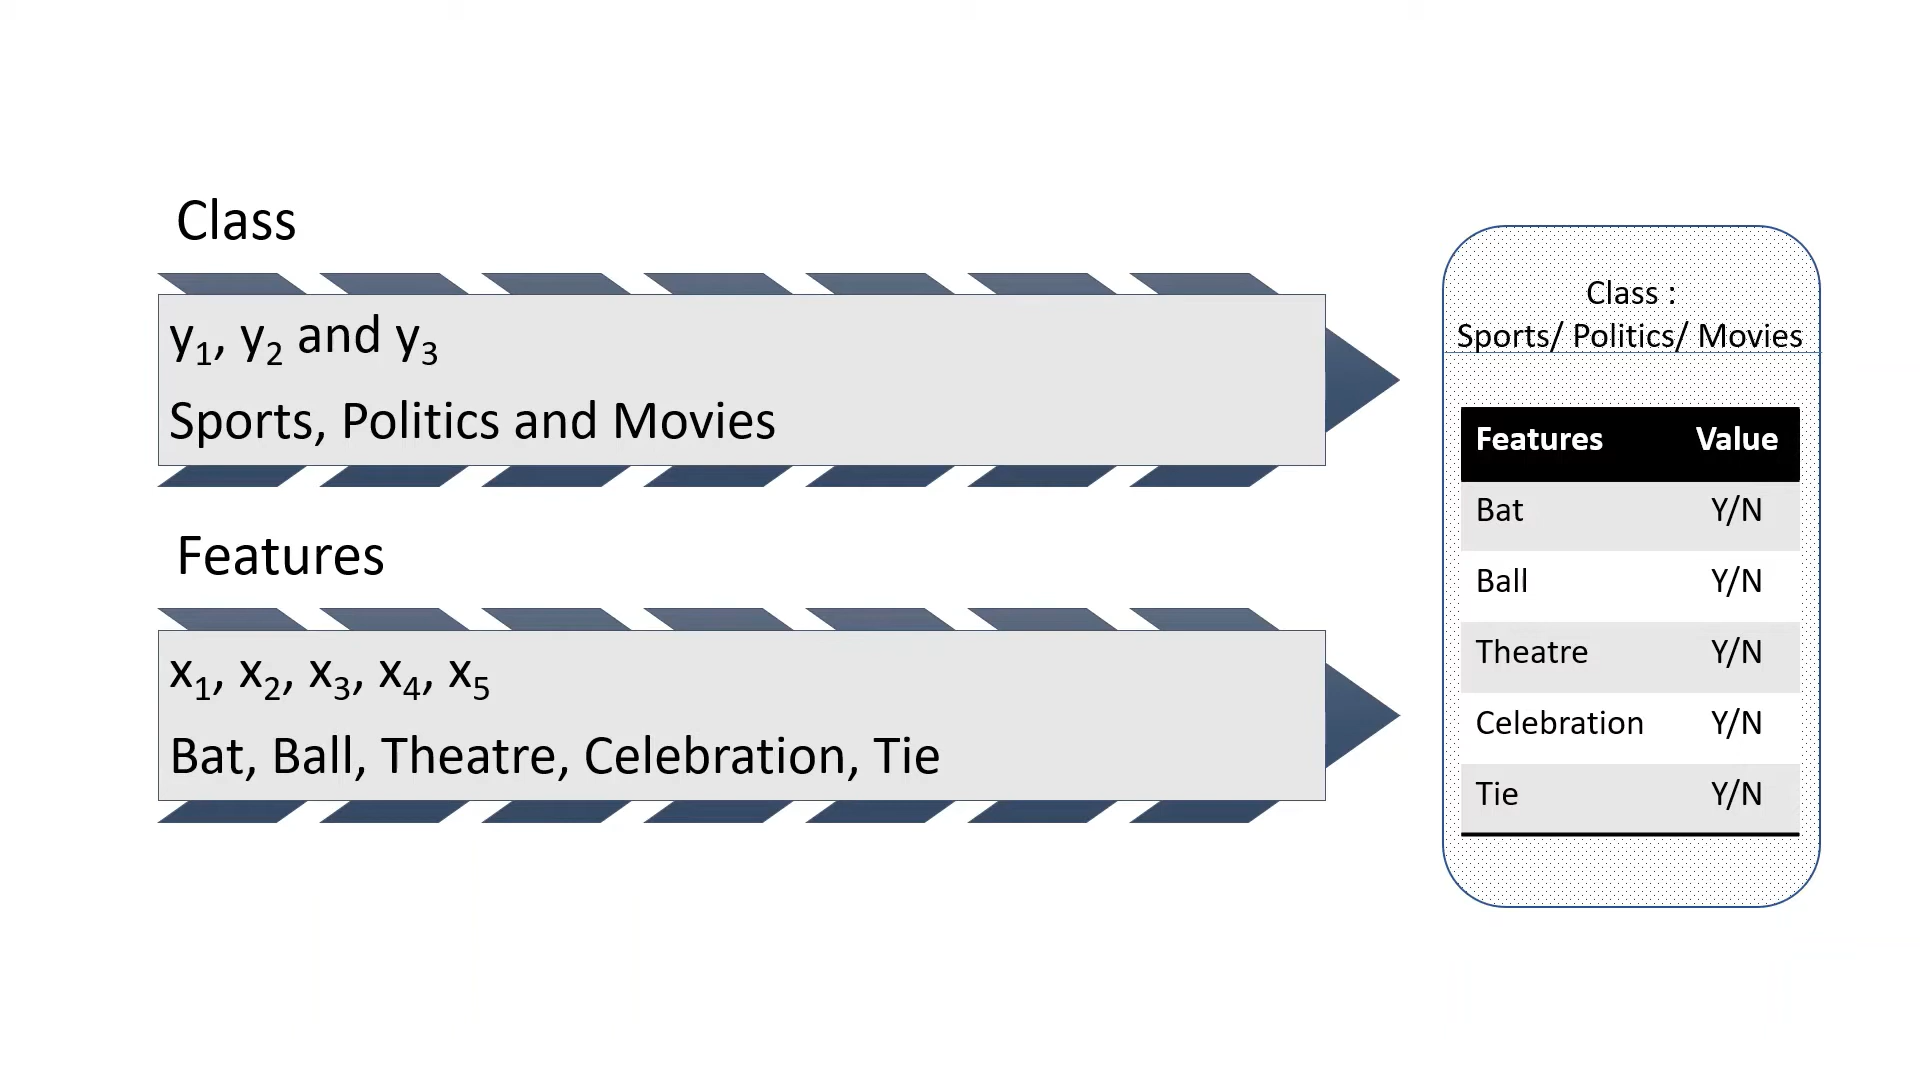 Class
y₁, y₂ and y₃
Sports, Politics and Movies
Features
x₁, x₂, x₃, x₄, x₅
Bat, Ball, Theatre, Celebration, Tie
Class :
Sports/ Politics/ Movies
Features Value
Bat Y/N
Ball Y/N
Theatre Y/N
Celebration Y/N
Tie Y/N